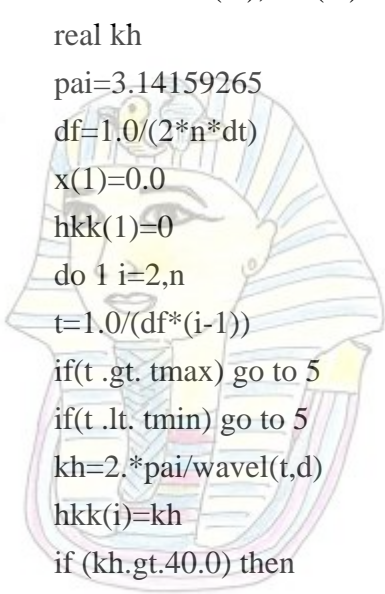 real kh
pai=3.14159265
df=1.0/(2*n*dt)
x(1)=0.0
hkk(1)=0
do 1 i=2,n
t=1.0/(df*(i-1))
if(t .gt. tmax) go to 5
if(t .lt. tmin) go to 5
kh=2.*pai/wavel(t,d)
hkk(i)=kh
if (kh.gt.40.0) then